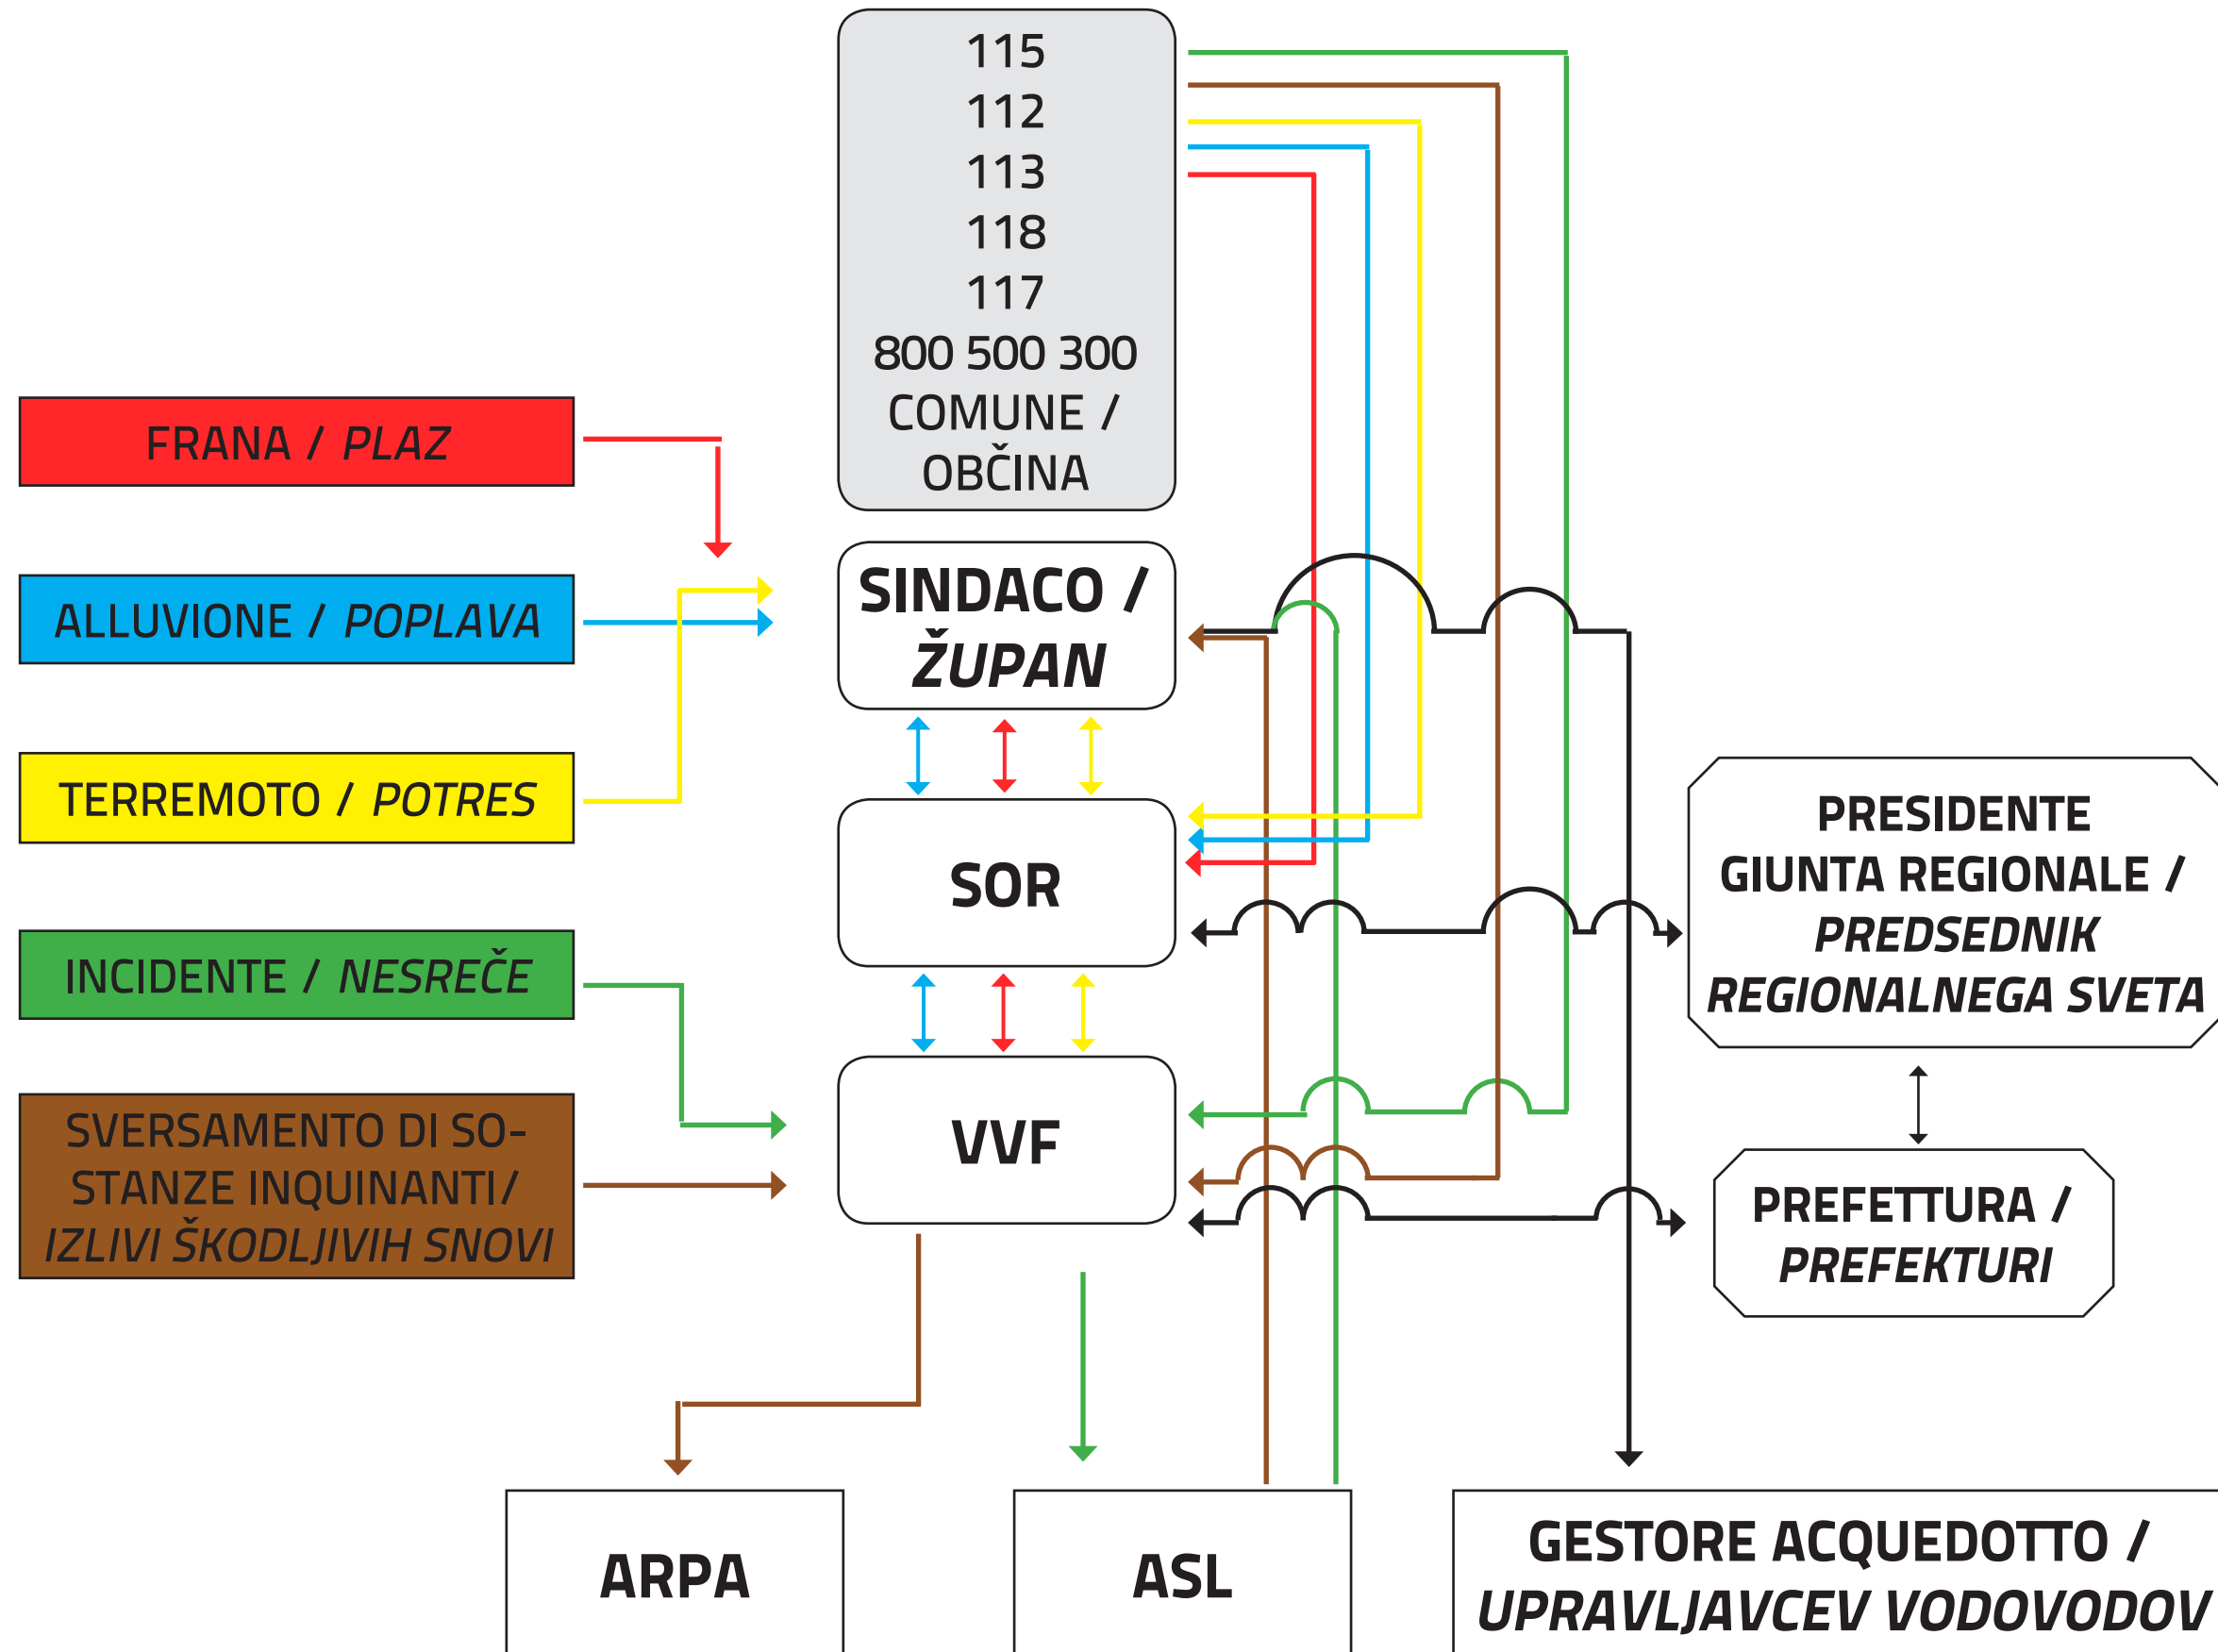 115
112
113
118
117
800 500 300
COMUNE /
OBČINA
FRANA / PLAZ
ALLUVIONE / POPLAVA
TERREMOTO / POTRES
INCIDENTE / NESREČE
SVERSAMENTO DI SO-
STANZE INQUINANTI/
IZLIVI ŠKODLJIVIH SNOVI
SINDACO /
ŽUPAN
SOR
VVF
PRESIDENTE
GIUNTA REGIONALE /
PREDSEDNIK
REGIONALNEGA SVETA
PREFETTURA /
PREFEKTURI
ARPA
ASL
GESTORE ACQUEDOTTO /
UPRAVLJAVCEV VODOVODOV